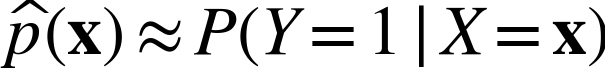 p̂(𝐱) ≈ P(Y = 1 | X = 𝐱)